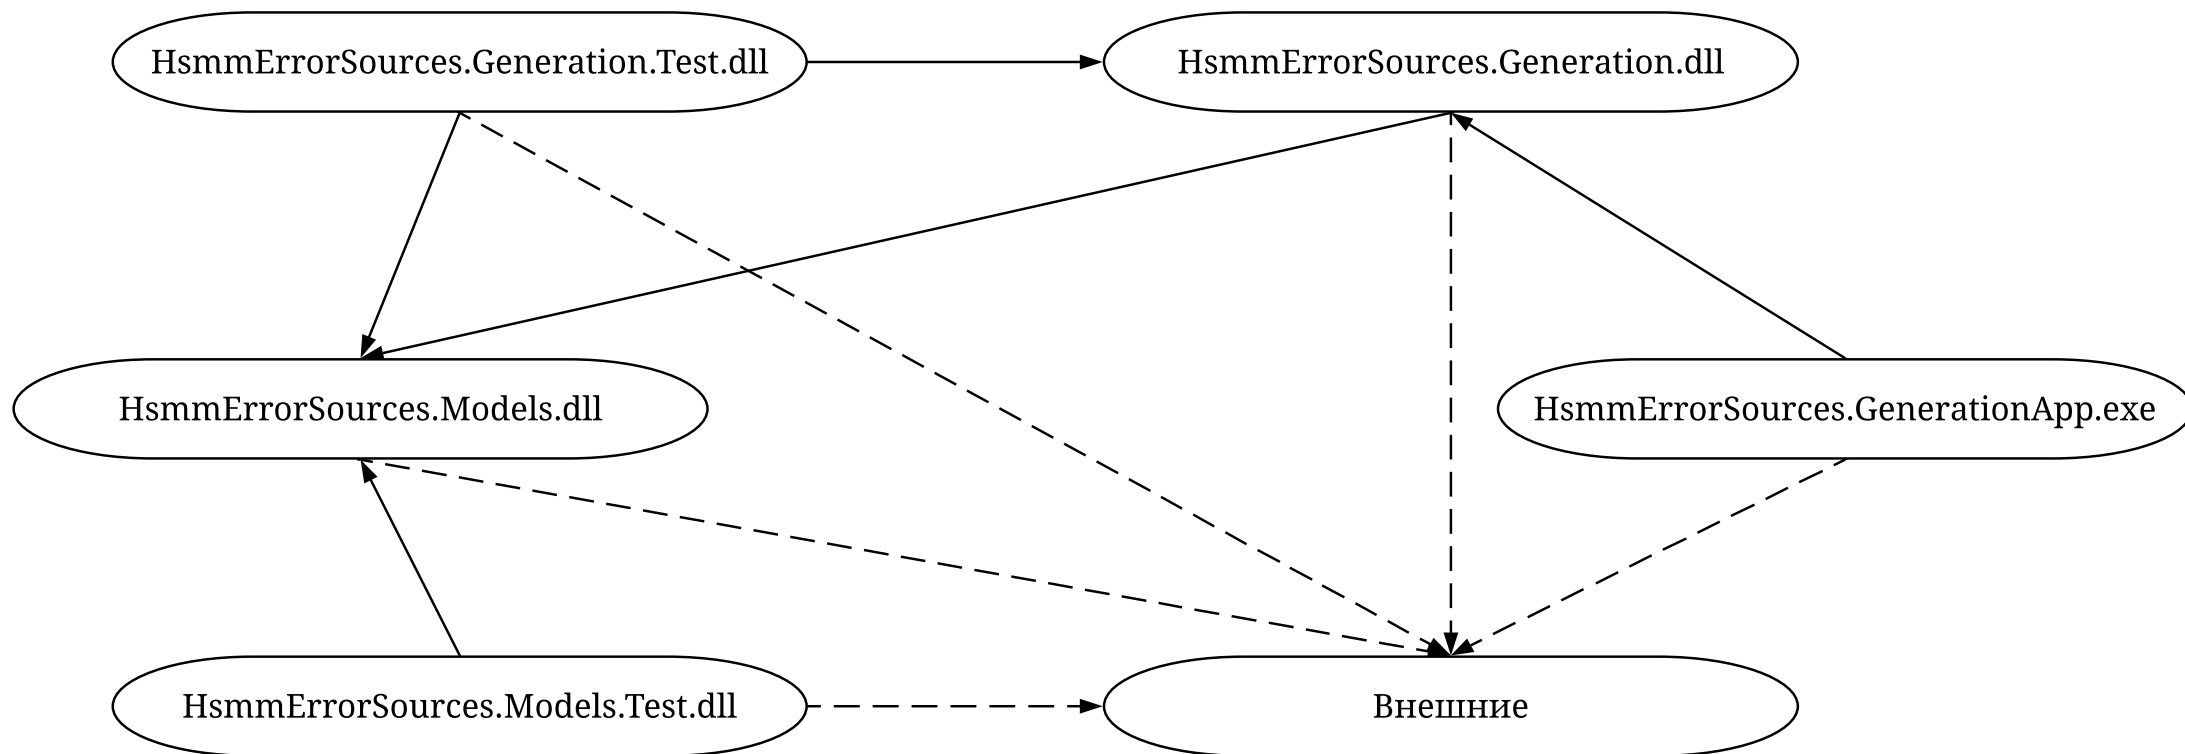 HsmmErrorSources.Generation.Test.dll
HsmmErrorSources.Generation.dll
HsmmErrorSources.Models.dll
HsmmErrorSources.GenerationApp.exe
HsmmErrorSources.Models.Test.dll
Внешние